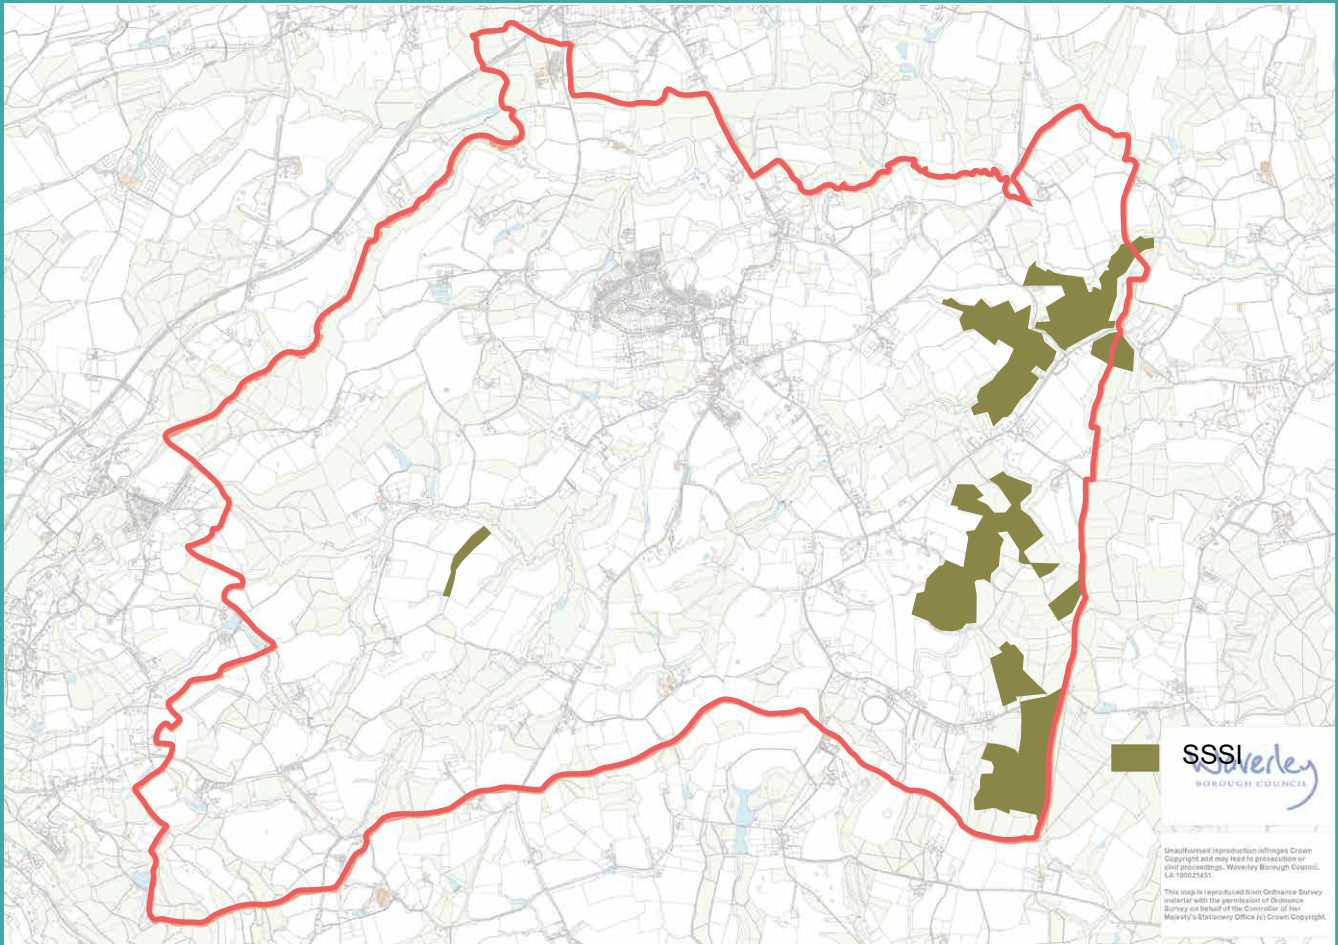 SSSI
Waverley
BOROUGH COUNCIL
Unauthorised reproduction infringes Crown
Copyright and may lead to prosecution or
civil proceedings. Waverley Borough Council.
LA 100025451.
This map is reproduced from Ordnance Survey
material with the permission of Ordnance
Survey on behalf of the Controller of Her
Majesty's Stationery Office (c) Crown Copyright.